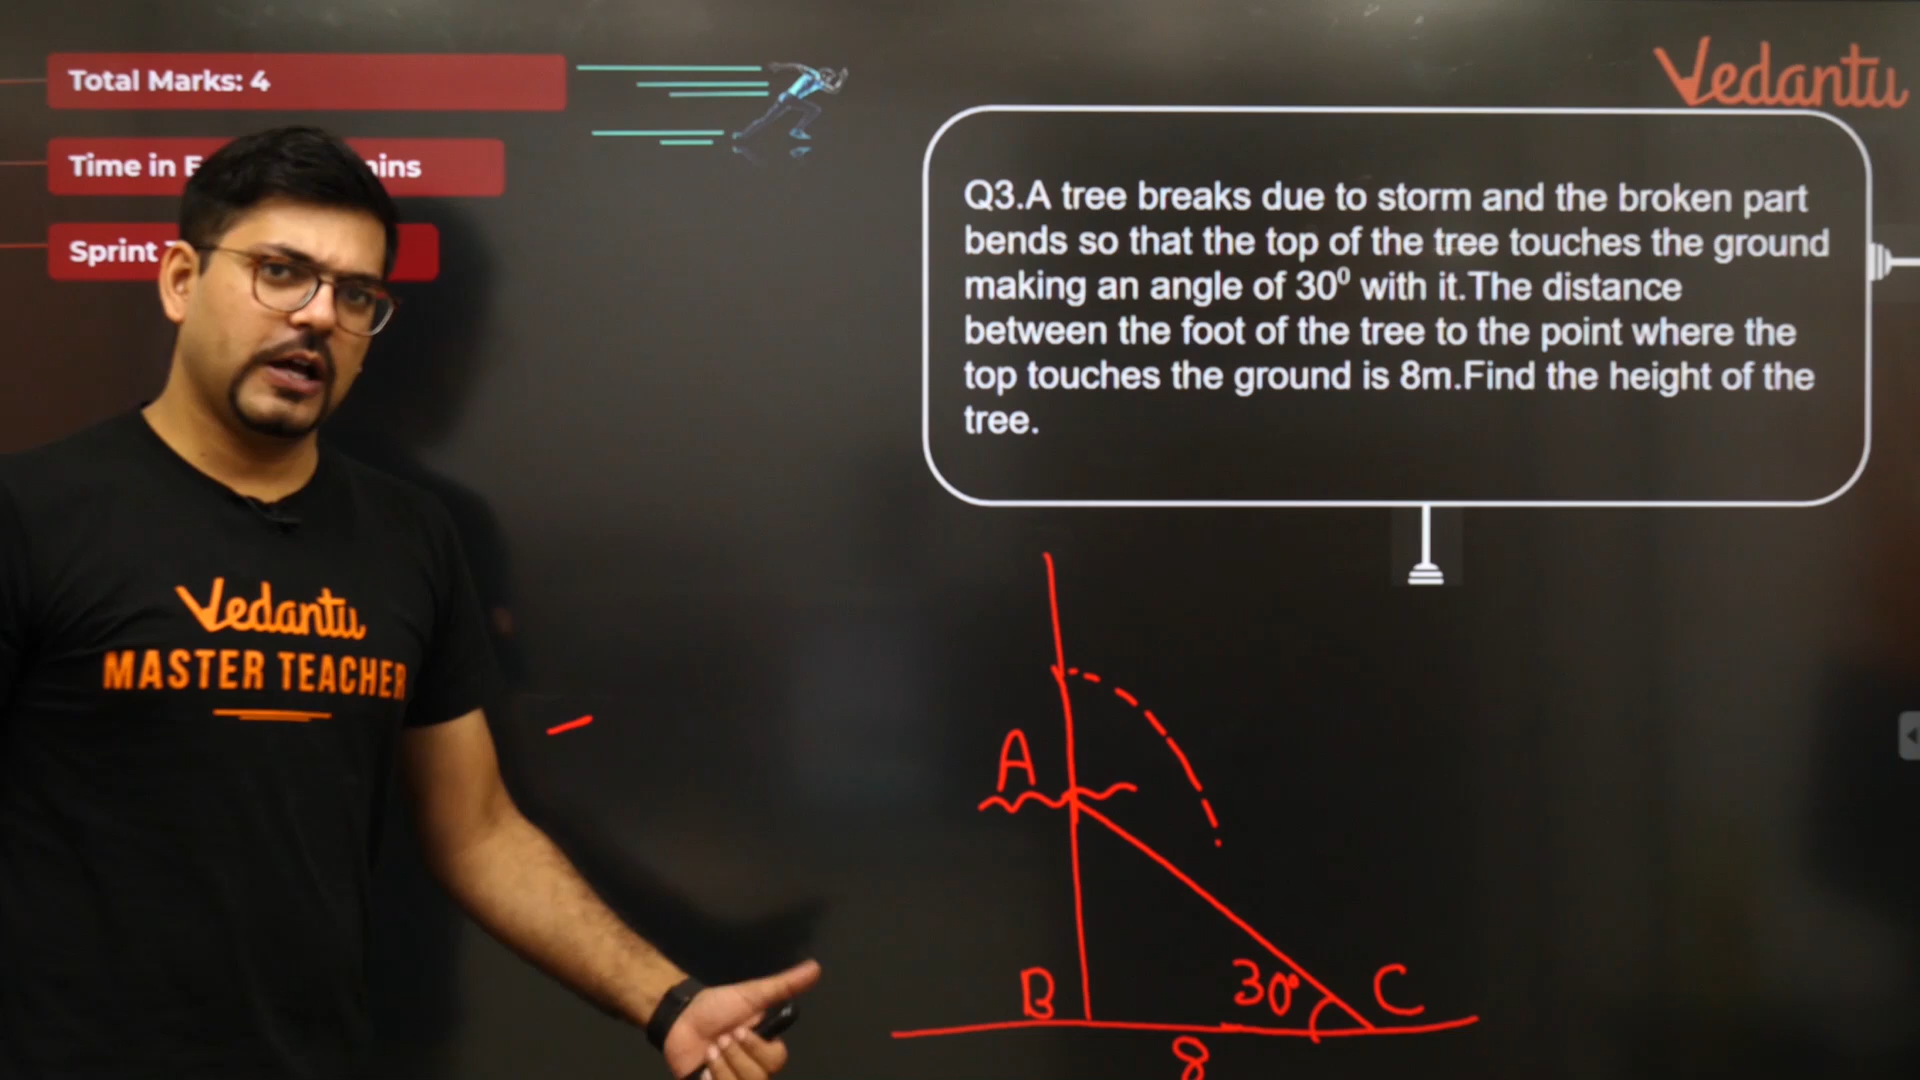 Total Marks: 4
Time in E
ins
Sprint
Vedantu
Q3.A tree breaks due to storm and the broken part
bends so that the top of the tree touches the ground
making an angle of 30⁰ with it.The distance
between the foot of the tree to the point where the
top touches the ground is 8m.Find the height of the
tree.
Vedantu
MASTER TEACHER
A
B
30°
C
8